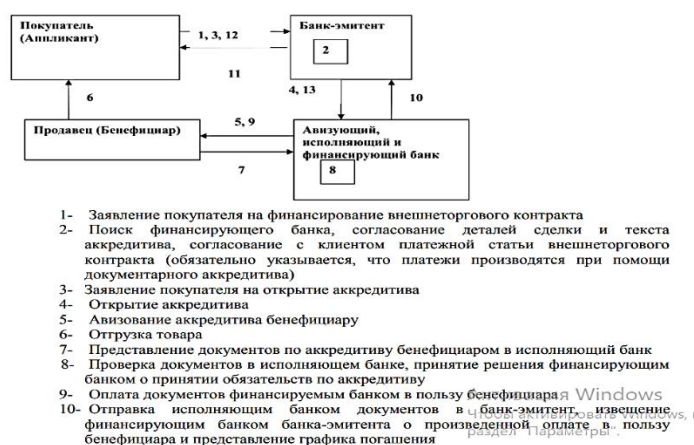 Покупатель
(Аппликант)
1, 3, 12
11
Банк-эмитент
2
6
4, 13
10
Продавец (Бенефициар)
5, 9
7
Авизующий,
исполняющий и
финансирующий банк
8
1- Заявление покупателя на финансирование внешнеторгового контракта
2- Поиск финансирующего банка, согласование деталей сделки и текста
аккредитива, согласование с клиентом платежной статьи внешнеторгового
контракта (обязательно указывается, что платежи производятся при помощи
документарного аккредитива)
3- Заявление покупателя на открытие аккредитива
4- Открытие аккредитива
5- Авизование аккредитива бенефициару
6- Отгрузка товара
7- Представление документов по аккредитиву бенефициаром в исполняющий банк
8- Проверка документов в исполняющем банке, принятие решения финансирующим
банком о принятии обязательств по аккредитиву
9- Оплата документов финансируемым банком в пользу бенефициара
10- Отправка исполняющим банком документов в банк-эмитент, извещение
финансирующим банком банка-эмитента о произведенной оплате в пользу
бенефициара и представление графика погашения
Windows
Чтобы активировать Windows,
раздел "Параметры".